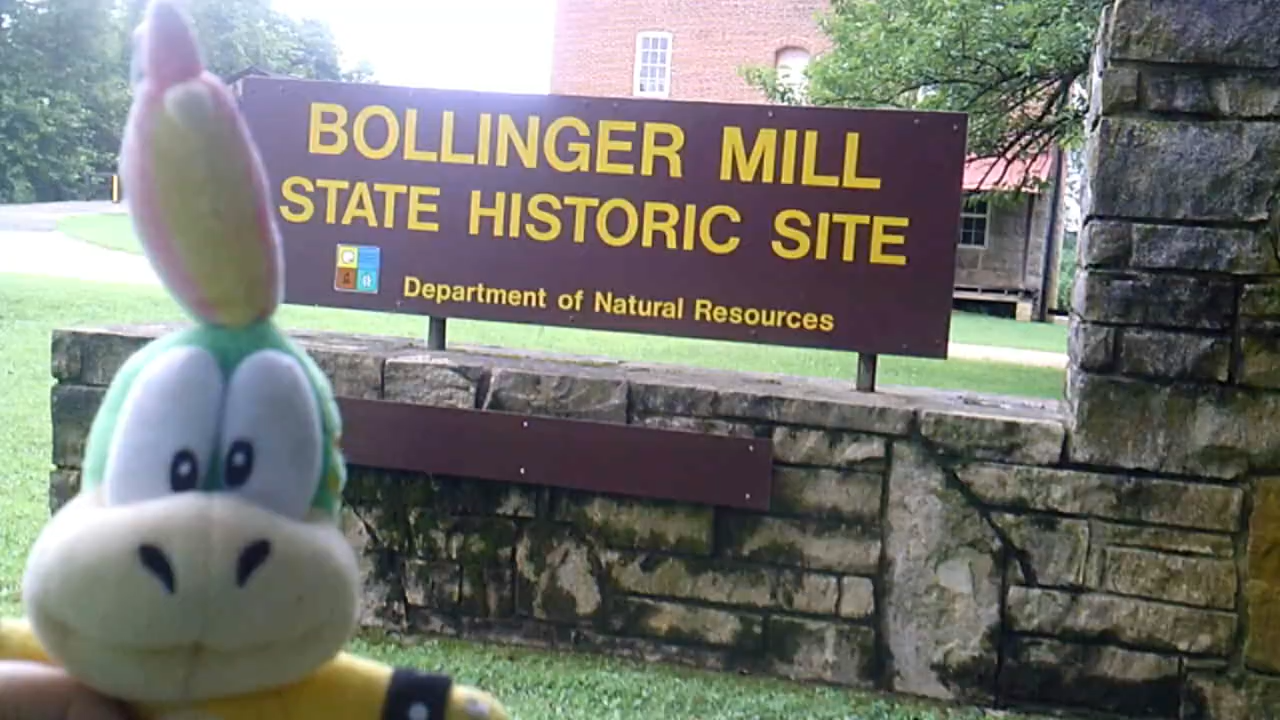 BOLLINGER MILL
STATE HISTORIC SITE
Department of Natural Resources